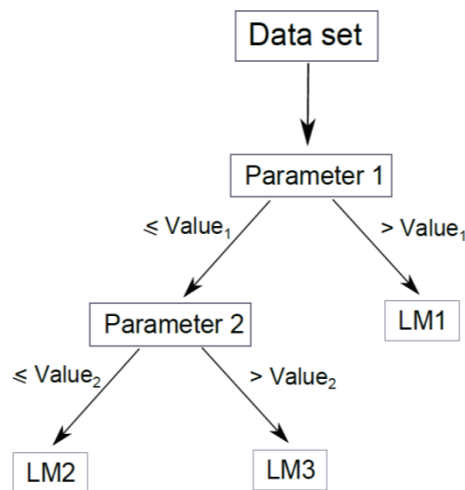 Data set
Parameter 1
⩽ Value₁
> Value₁
Parameter 2
LM1
⩽ Value₂
> Value₂
LM2
LM3